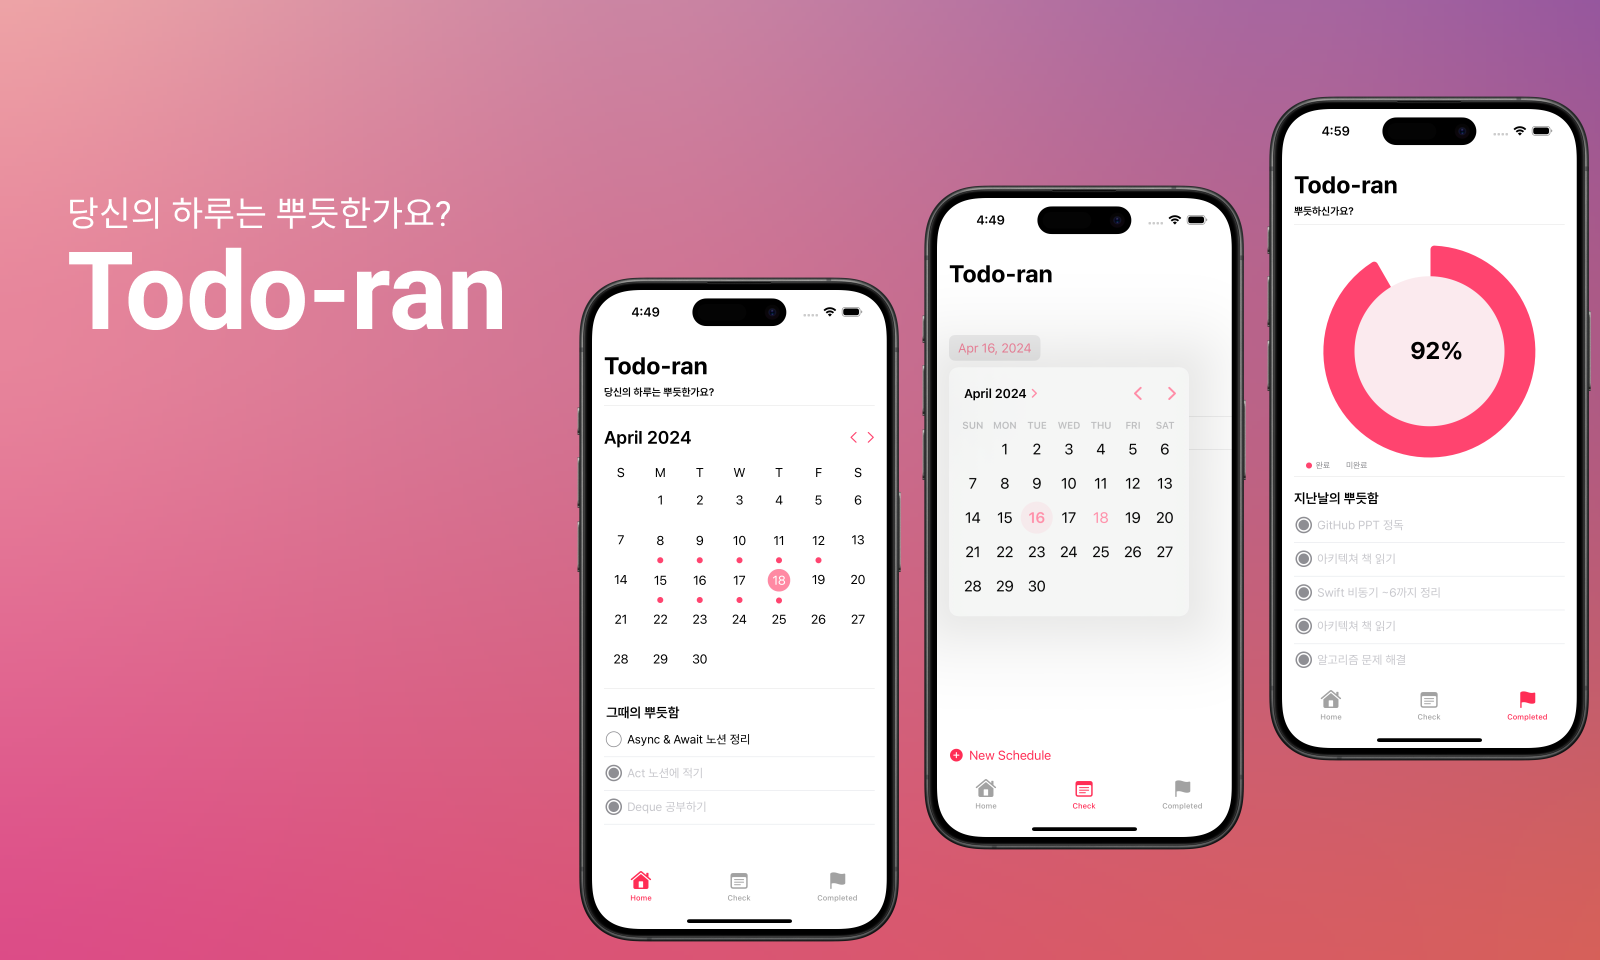 당신의 하루는 뿌듯한가요?
Todo-ran
4:49
Todo-ran
당신의 하루는 뿌듯한가요?
April 2024
S M T W T F S
1 2 3 4 5 6
7 8 9 10 11 12 13
14 15 16 17 18 19 20
21 22 23 24 25 26 27
28 29 30
그때의 뿌듯함
Async & Await 노션 정리
Act 노션에 적기
Deque 공부하기
Home Check Completed
4:49
Todo-ran
Apr 16, 2024
April 2024
SUN MON TUE WED THU FRI SAT
1 2 3 4 5 6
7 8 9 10 11 12 13
14 15 16 17 18 19 20
21 22 23 24 25 26 27
28 29 30
New Schedule
Home Check Completed
4:59
Todo-ran
뿌듯하신가요?
92%
완료 미완료
지난날의 뿌듯함
GitHub PPT 정독
아키텍쳐 책 읽기
Swift 비동기 ~6까지 정리
아키텍쳐 책 읽기
알고리즘 문제 해결
Home Check Completed